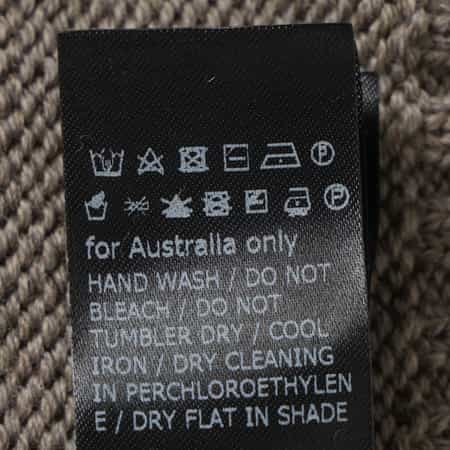 for Australia only
HAND WASH / DO NOT
BLEACH / DO NOT
TUMBLER DRY / COOL
IRON / DRY CLEANING
IN PERCHLOROETHYLEN
E / DRY FLAT IN SHADE